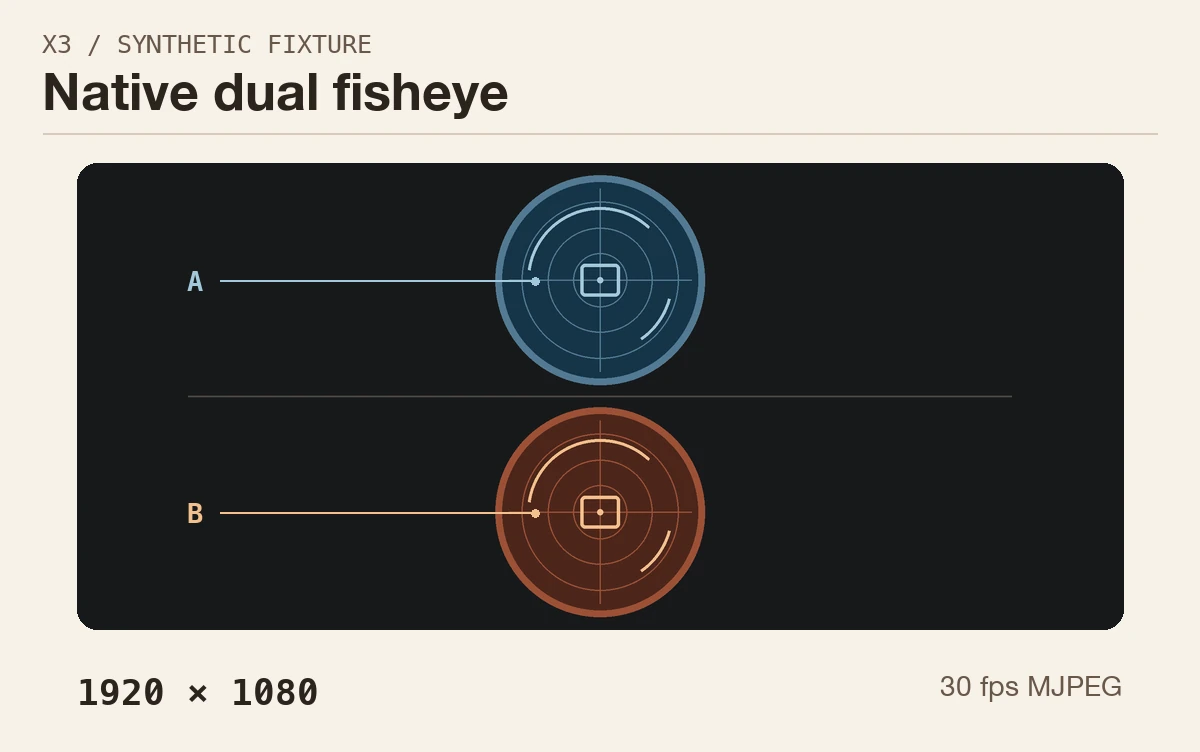 X3 / SYNTHETIC FIXTURE
Native dual fisheye
A
B
1920 × 1080
30 fps MJPEG